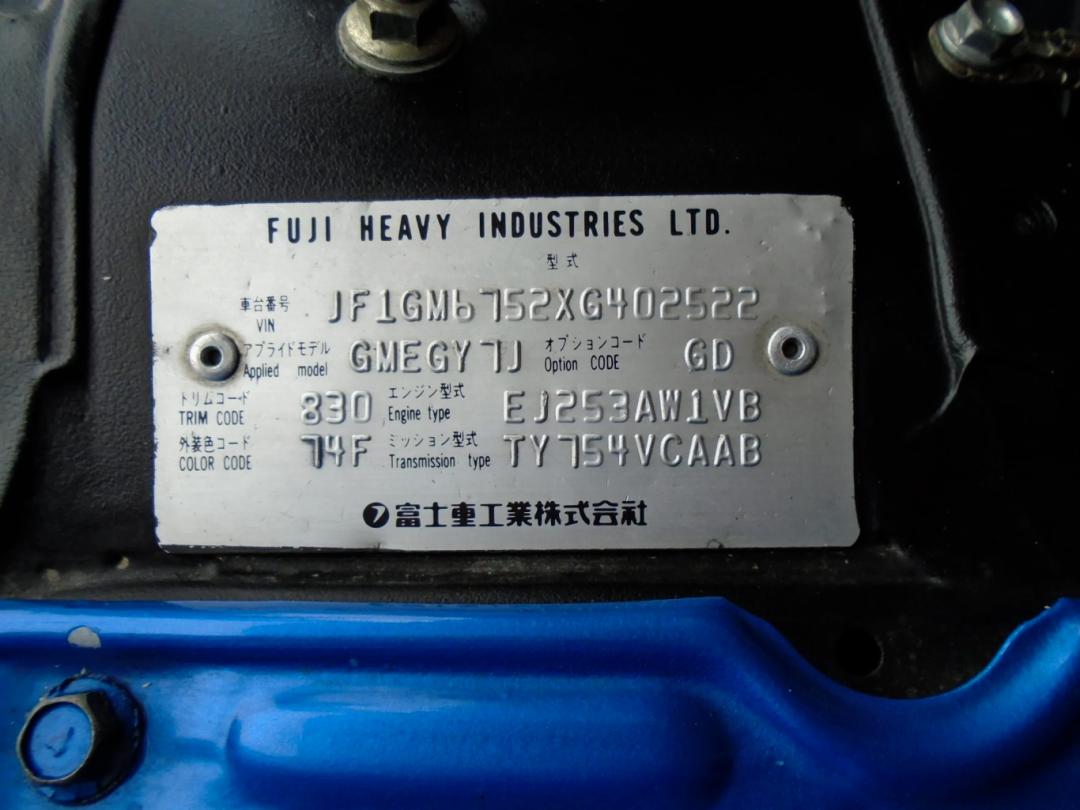 FUJI HEAVY INDUSTRIES LTD.
型式
車台番号 VIN JF1GM6752XG402522
アプライドモデル Applied model GMEGY7J オプションコード Option CODE GD
トリムコード TRIM CODE 830 エンジン型式 Engine type EJ253AW1VB
外装色コード COLOR CODE 74F ミッション型式 Transmission type TY754VCAAB
富士重工業株式会社